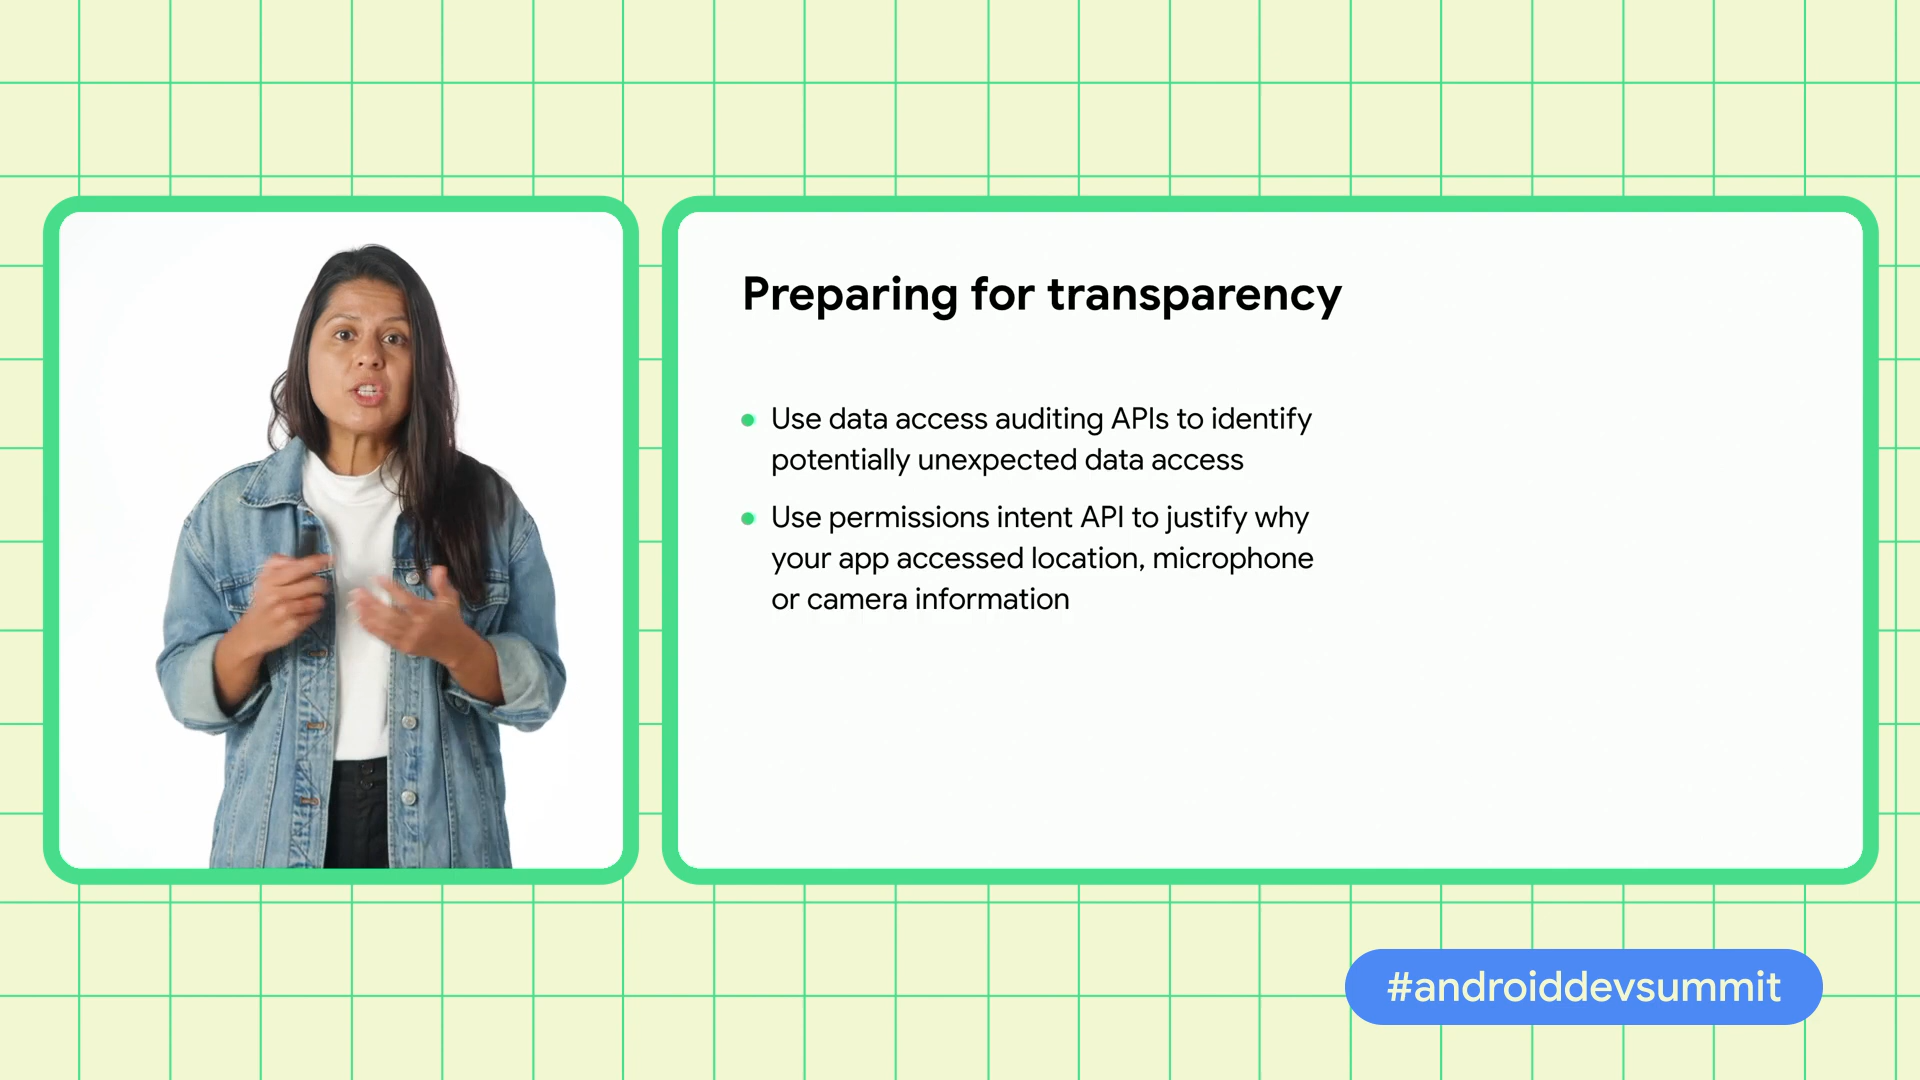 Preparing for transparency
Use data access auditing APIs to identify
potentially unexpected data access
Use permissions intent API to justify why
your app accessed location, microphone
or camera information
#androiddevsummit